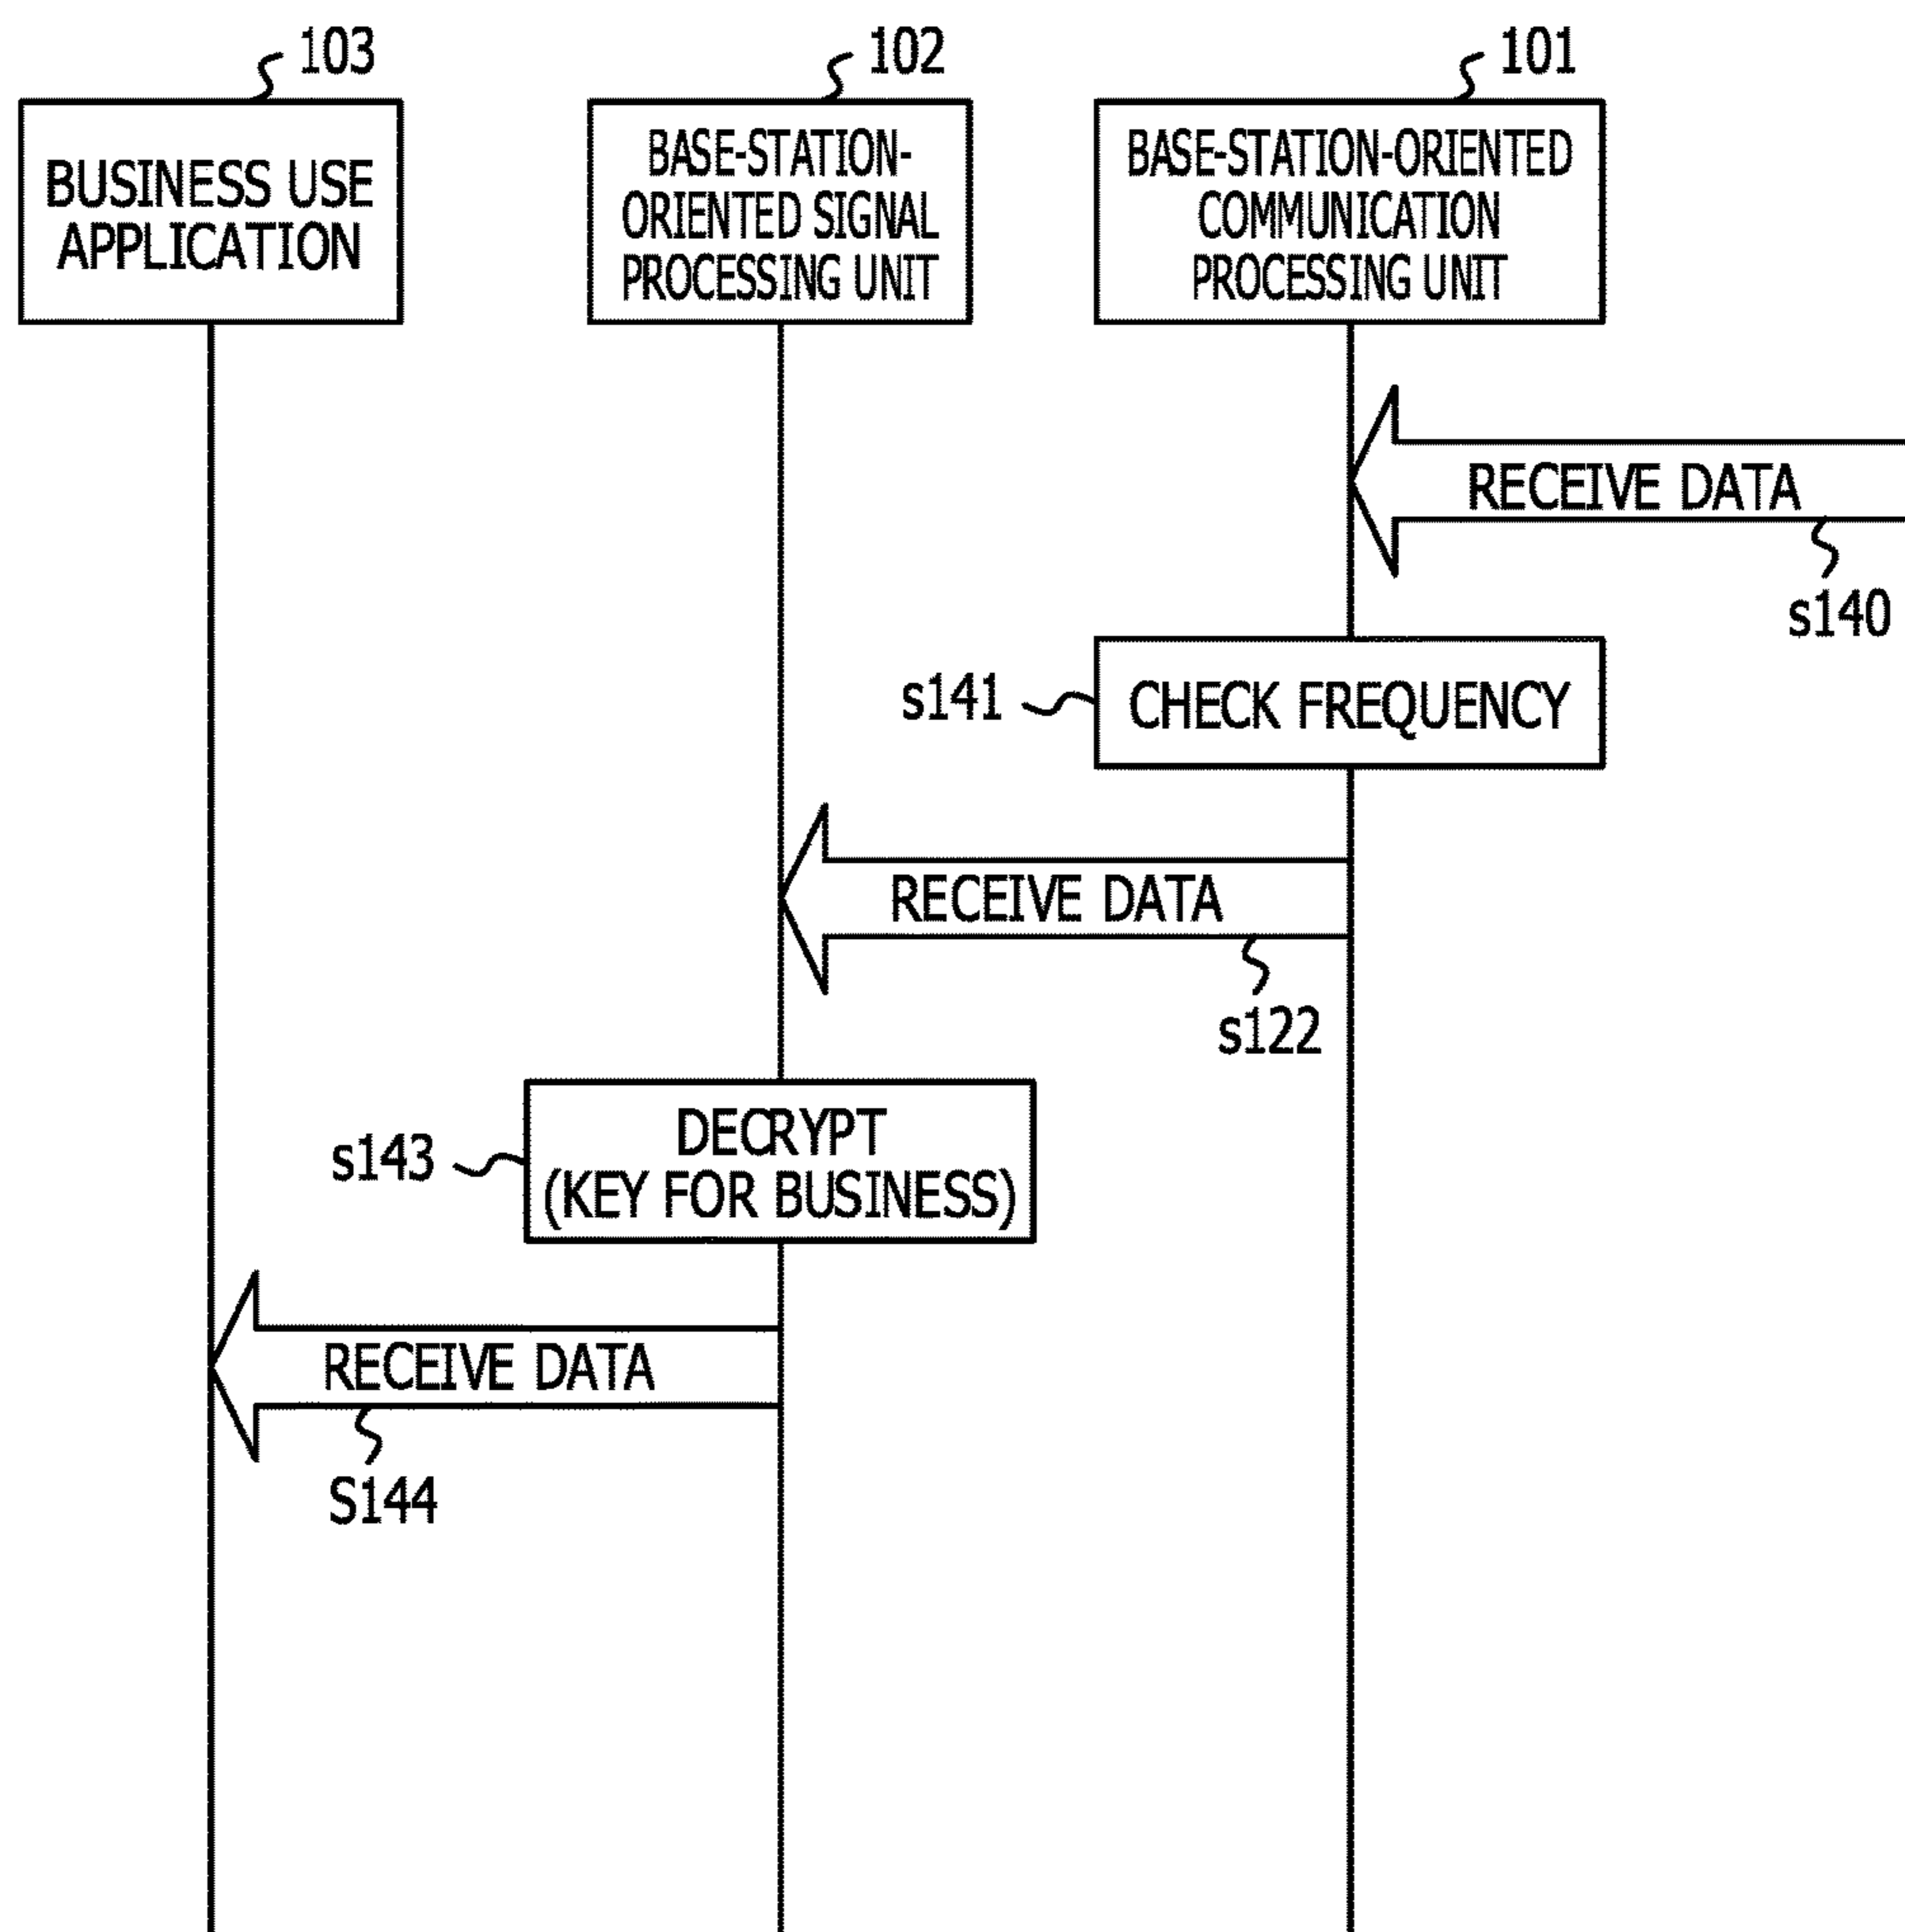 103
102
101
BUSINESS USE
APPLICATION
BASE-STATION-
ORIENTED SIGNAL
PROCESSING UNIT
BASE-STATION-ORIENTED
COMMUNICATION
PROCESSING UNIT
RECEIVE DATA
s140
s141
CHECK FREQUENCY
RECEIVE DATA
s122
s143
DECRYPT
(KEY FOR BUSINESS)
RECEIVE DATA
S144